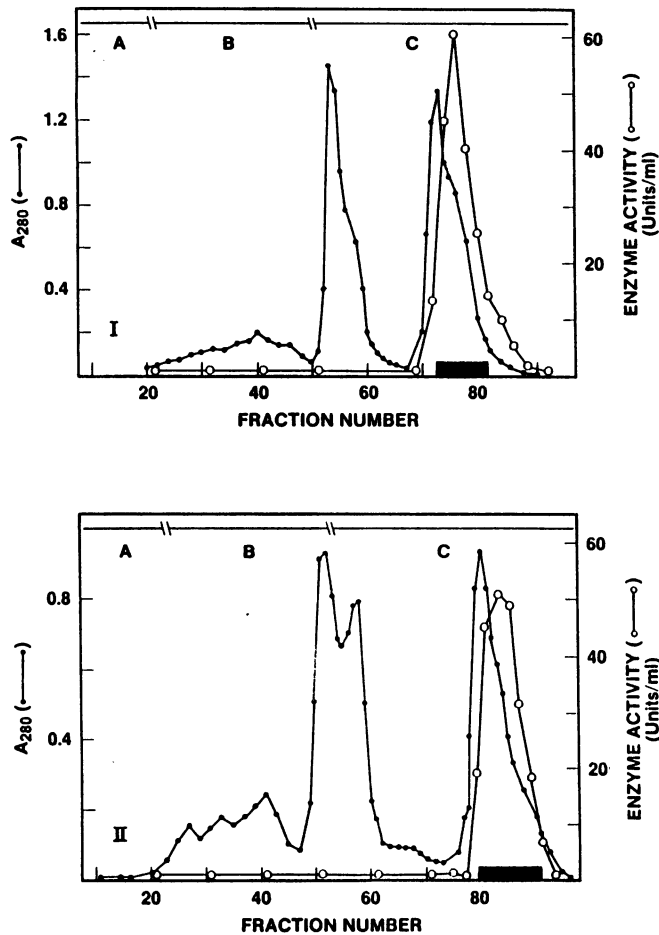 A B C
1.6
1.2
0.8
0.4
A280 ( )
60
40
20
ENZYME ACTIVITY ( )
(Units/ml)
I
20 40 60 80
FRACTION NUMBER
A B C
0.8
0.4
A280 ( )
60
40
20
ENZYME ACTIVITY ( )
(Units/ml)
II
20 40 60 80
FRACTION NUMBER